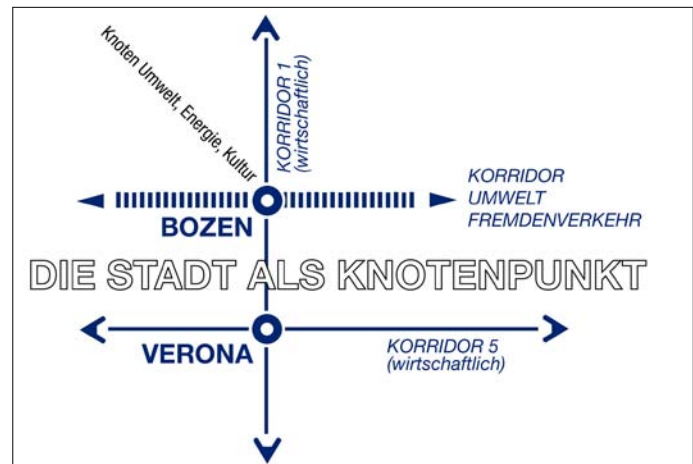 Knoten Umwelt, Energie, Kultur
KORRIDOR 1
(wirtschaftlich)
KORRIDOR
UMWELT
FREMDENVERKEHR
BOZEN
DIE STADT ALS KNOTENPUNKT
VERONA
KORRIDOR 5
(wirtschaftlich)